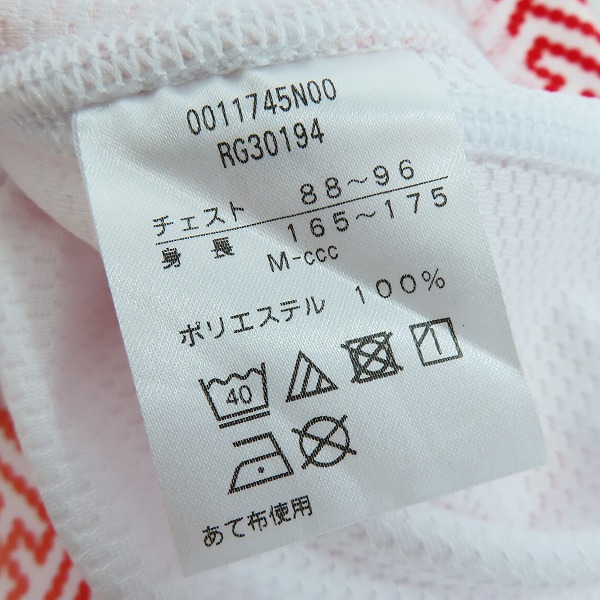 0011745N00
RG30194
チェスト 88～96
身長 165～175
M-ccc
ポリエステル 100%
40
あて布使用